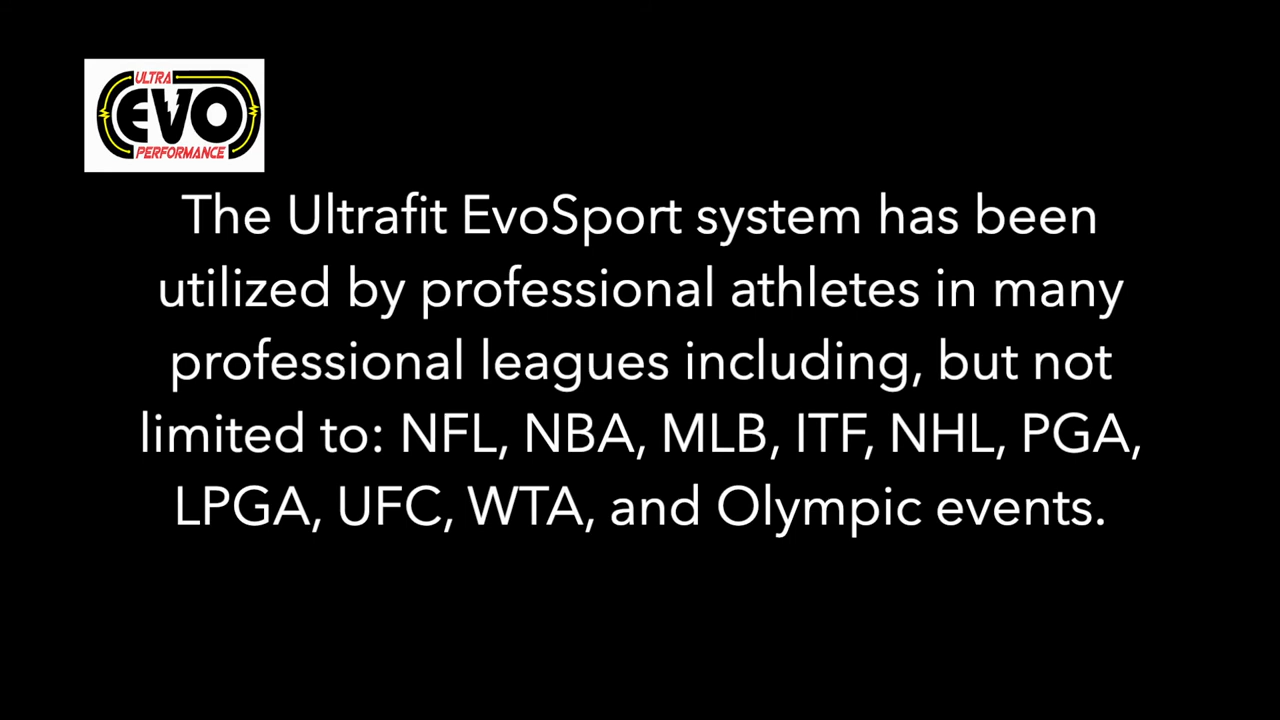 ULTRA
EVO
PERFORMANCE
The Ultrafit EvoSport system has been
utilized by professional athletes in many
professional leagues including, but not
limited to: NFL, NBA, MLB, ITF, NHL, PGA,
LPGA, UFC, WTA, and Olympic events.